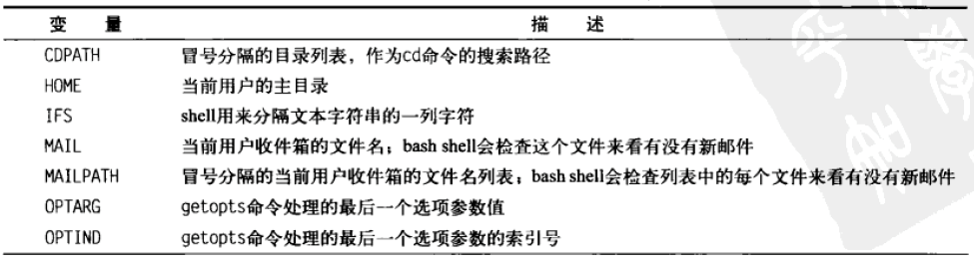 变 量 描 述
CDPATH 冒号分隔的目录列表，作为cd命令的搜索路径
HOME 当前用户的主目录
IFS shell用来分隔文本字符串的一列字符
MAIL 当前用户收件箱的文件名；bash shell会检查这个文件来看有没有新邮件
MAILPATH 冒号分隔的当前用户收件箱的文件名列表；bash shell会检查列表中的每个文件来看有没有新邮件
OPTARG getopts命令处理的最后一个选项参数值
OPTIND getopts命令处理的最后一个选项参数的索引号